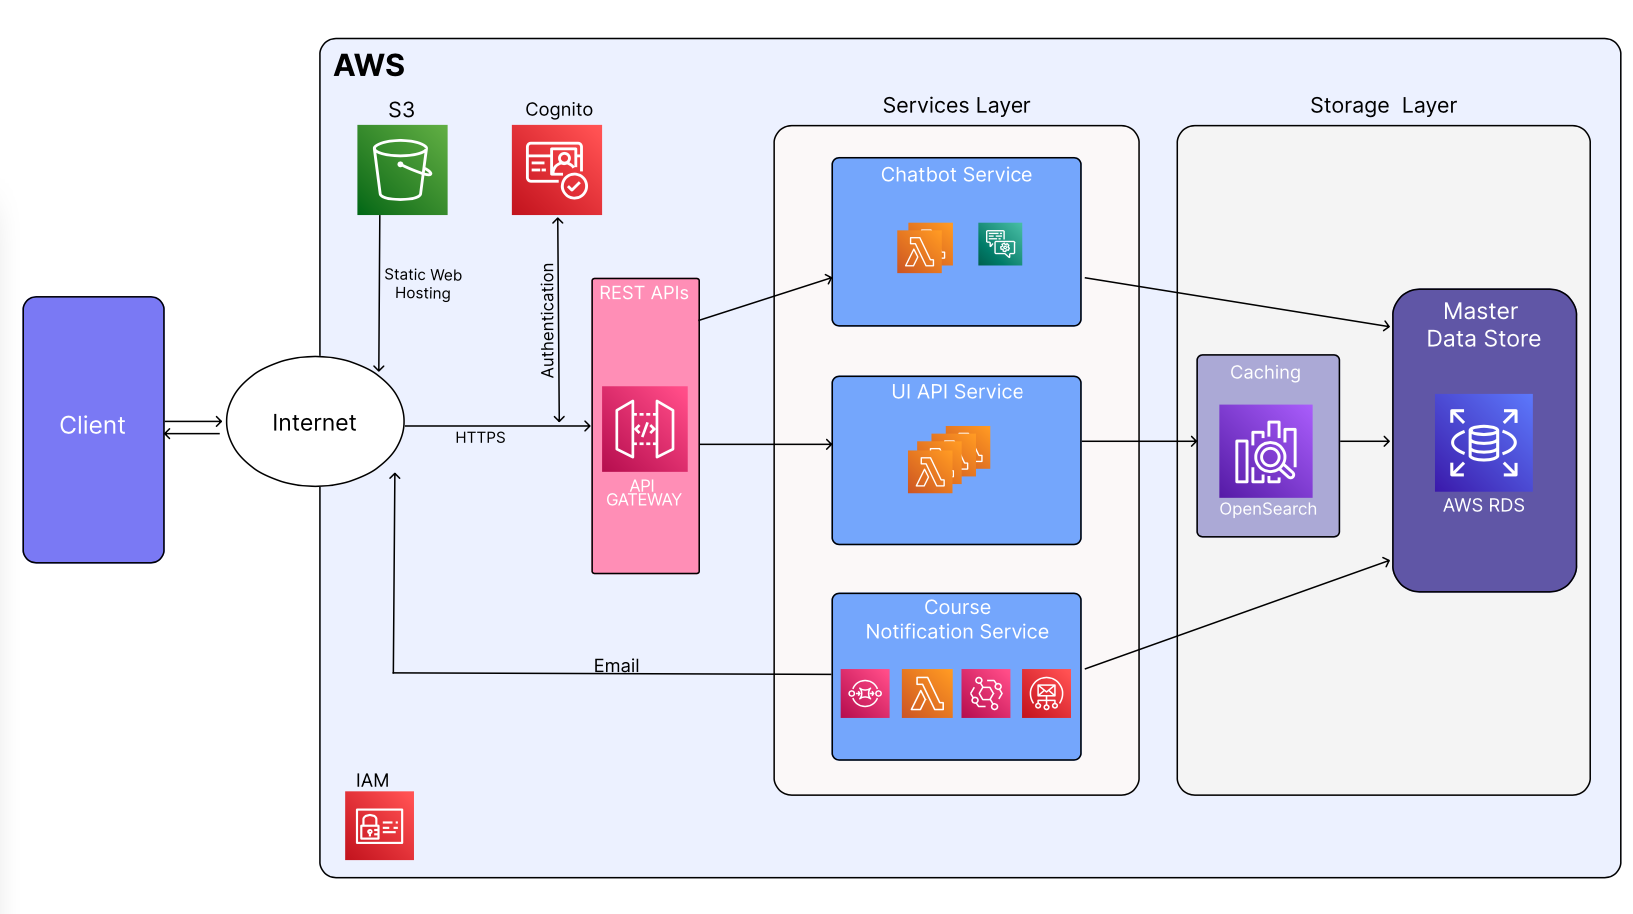 AWS
S3
Cognito
Services Layer
Storage Layer
Static Web
Hosting
Authentication
REST APIs
API
GATEWAY
Client
Internet
HTTPS
Chatbot Service
UI API Service
Course
Notification Service
Caching
OpenSearch
Master
Data Store
AWS RDS
Email
IAM